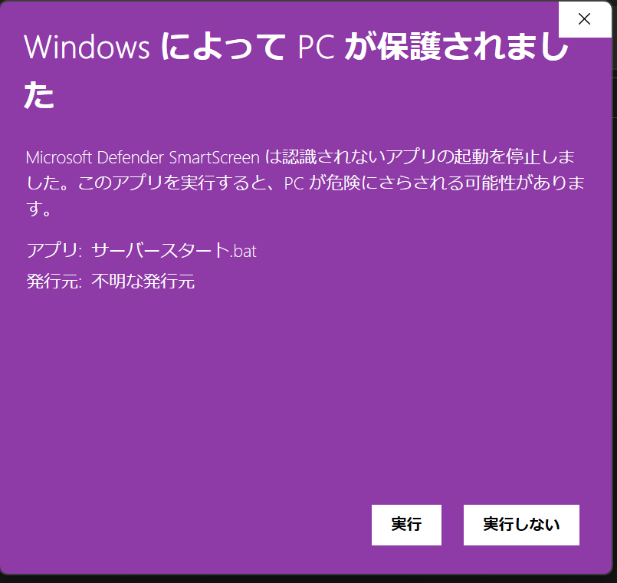 Windows によって PC が保護されまし
た
Microsoft Defender SmartScreen は認識されないアプリの起動を停止しま
した。このアプリを実行すると、PC が危険にさらされる可能性がありま
す。
アプリ: サーバースタート.bat
発行元: 不明な発行元
実行 実行しない